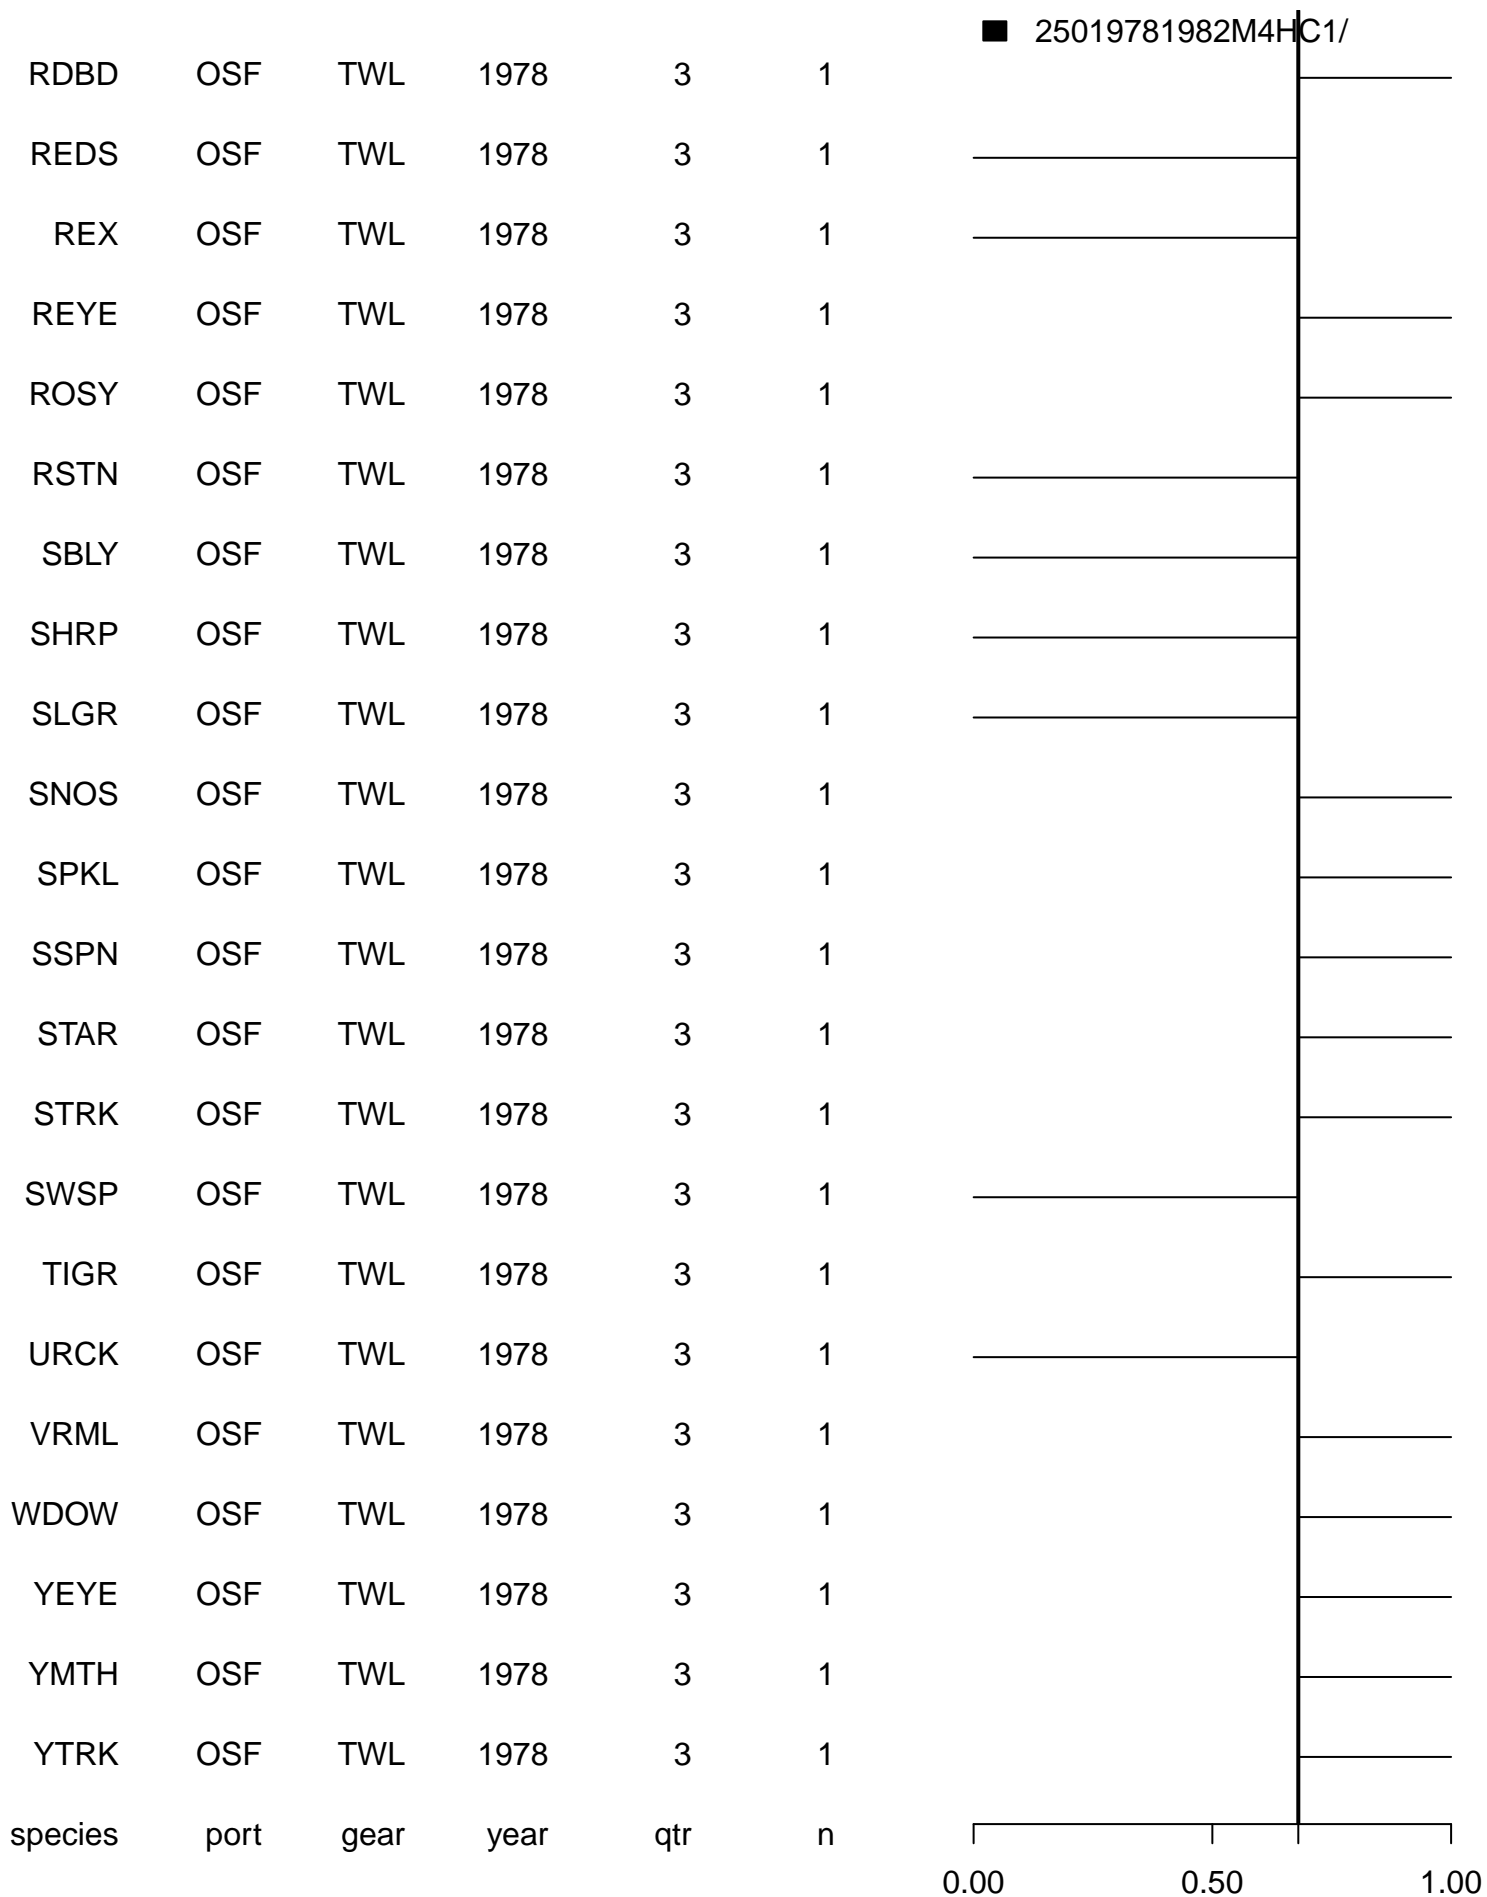 25019781982M4HC1/
RDBD OSF TWL 1978 3 1
REDS OSF TWL 1978 3 1
REX OSF TWL 1978 3 1
REYE OSF TWL 1978 3 1
ROSY OSF TWL 1978 3 1
RSTN OSF TWL 1978 3 1
SBLY OSF TWL 1978 3 1
SHRP OSF TWL 1978 3 1
SLGR OSF TWL 1978 3 1
SNOS OSF TWL 1978 3 1
SPKL OSF TWL 1978 3 1
SSPN OSF TWL 1978 3 1
STAR OSF TWL 1978 3 1
STRK OSF TWL 1978 3 1
SWSP OSF TWL 1978 3 1
TIGR OSF TWL 1978 3 1
URCK OSF TWL 1978 3 1
VRML OSF TWL 1978 3 1
WDOW OSF TWL 1978 3 1
YEYE OSF TWL 1978 3 1
YMTH OSF TWL 1978 3 1
YTRK OSF TWL 1978 3 1
species port gear year qtr n
0.00 0.50 1.00